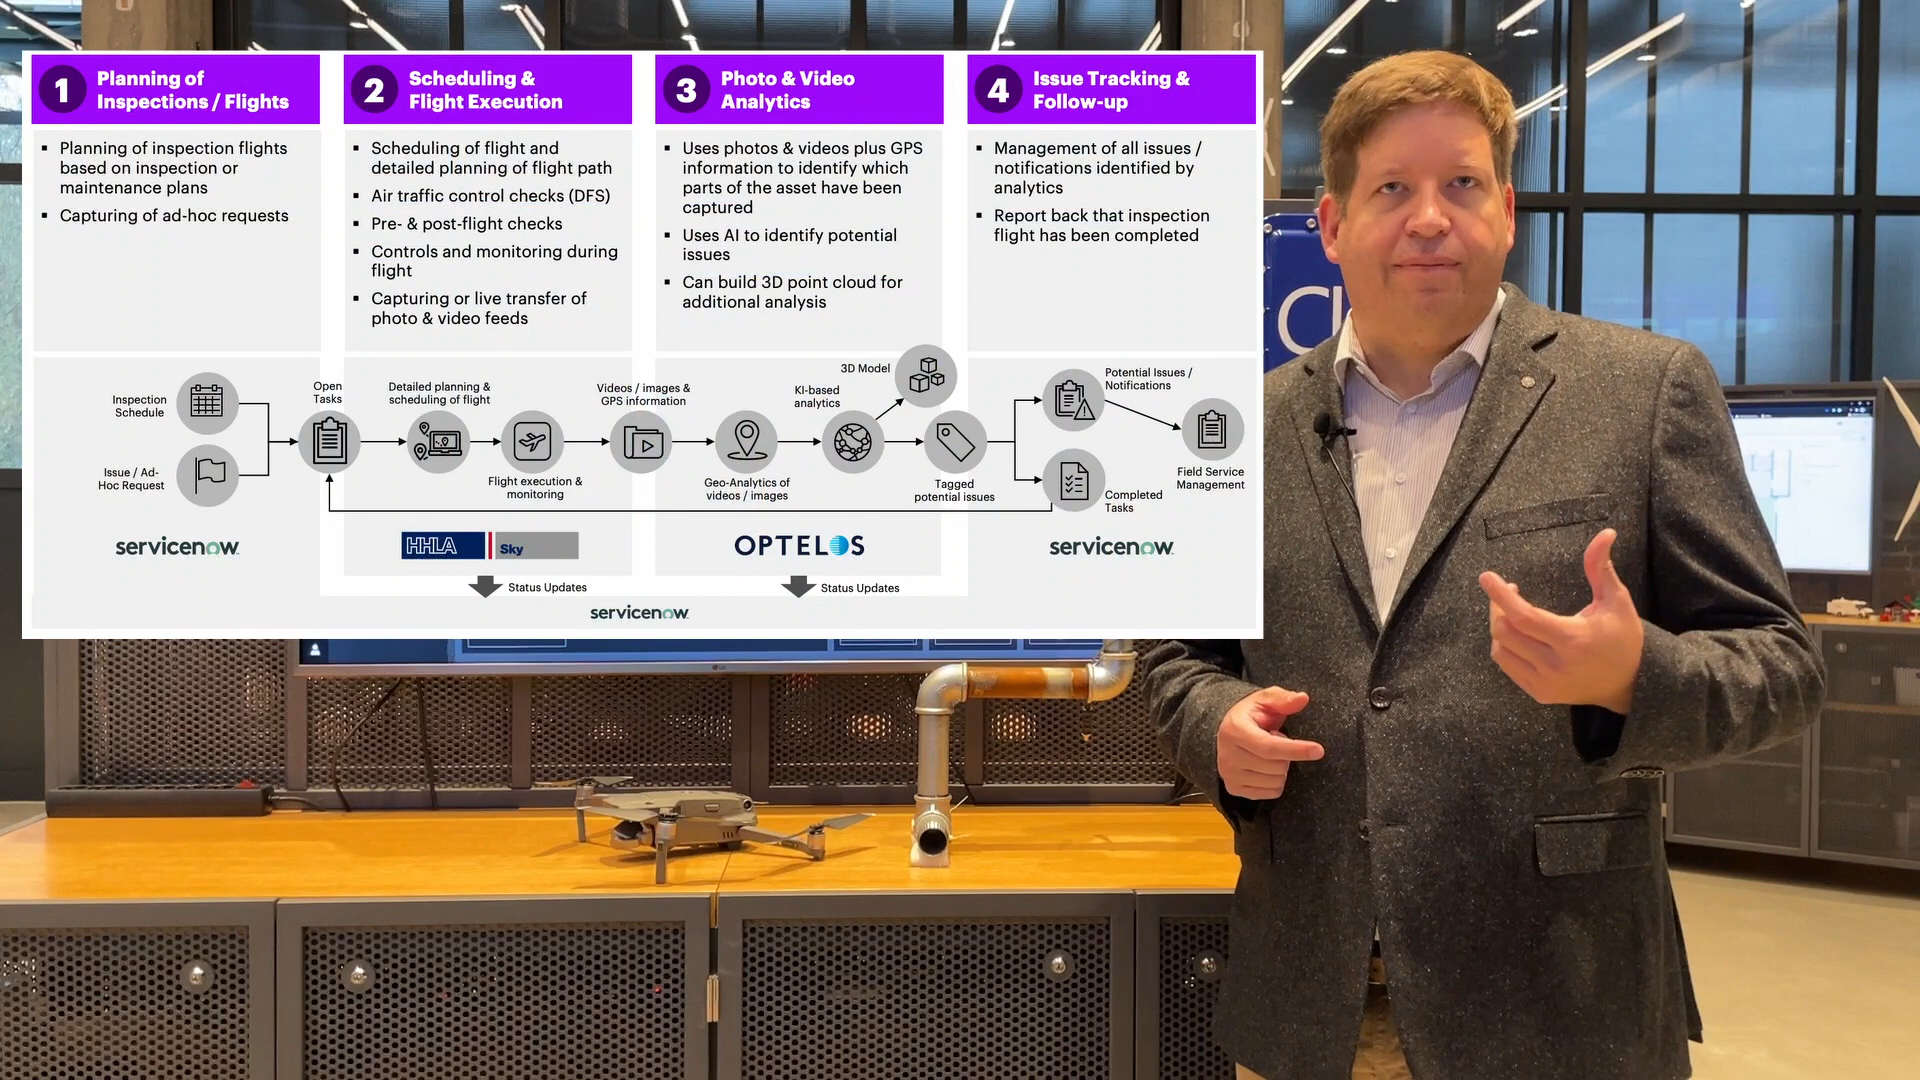 1
Planning of
Inspections / Flights
▪ Planning of inspection flights
based on inspection or
maintenance plans
▪ Capturing of ad-hoc requests
2
Scheduling &
Flight Execution
▪ Scheduling of flight and
detailed planning of flight path
▪ Air traffic control checks (DFS)
▪ Pre- & post-flight checks
▪ Controls and monitoring during
flight
▪ Capturing or live transfer of
photo & video feeds
3
Photo & Video
Analytics
▪ Uses photos & videos plus GPS
information to identify which
parts of the asset have been
captured
▪ Uses AI to identify potential
issues
▪ Can build 3D point cloud for
additional analysis
4
Issue Tracking &
Follow-up
▪ Management of all issues /
notifications identified by
analytics
▪ Report back that inspection
flight has been completed
Inspection
Schedule
Issue / Ad-
Hoc Request
Open
Tasks
Detailed planning &
scheduling of flight
Flight execution &
monitoring
Videos / images &
GPS information
Geo-Analytics of
videos / images
KI-based
analytics
3D Model
Tagged
potential issues
Potential Issues /
Notifications
Completed
Tasks
Field Service
Management
servicenow
HHLA Sky
OPTELOS
servicenow
Status Updates
Status Updates
servicenow
LG